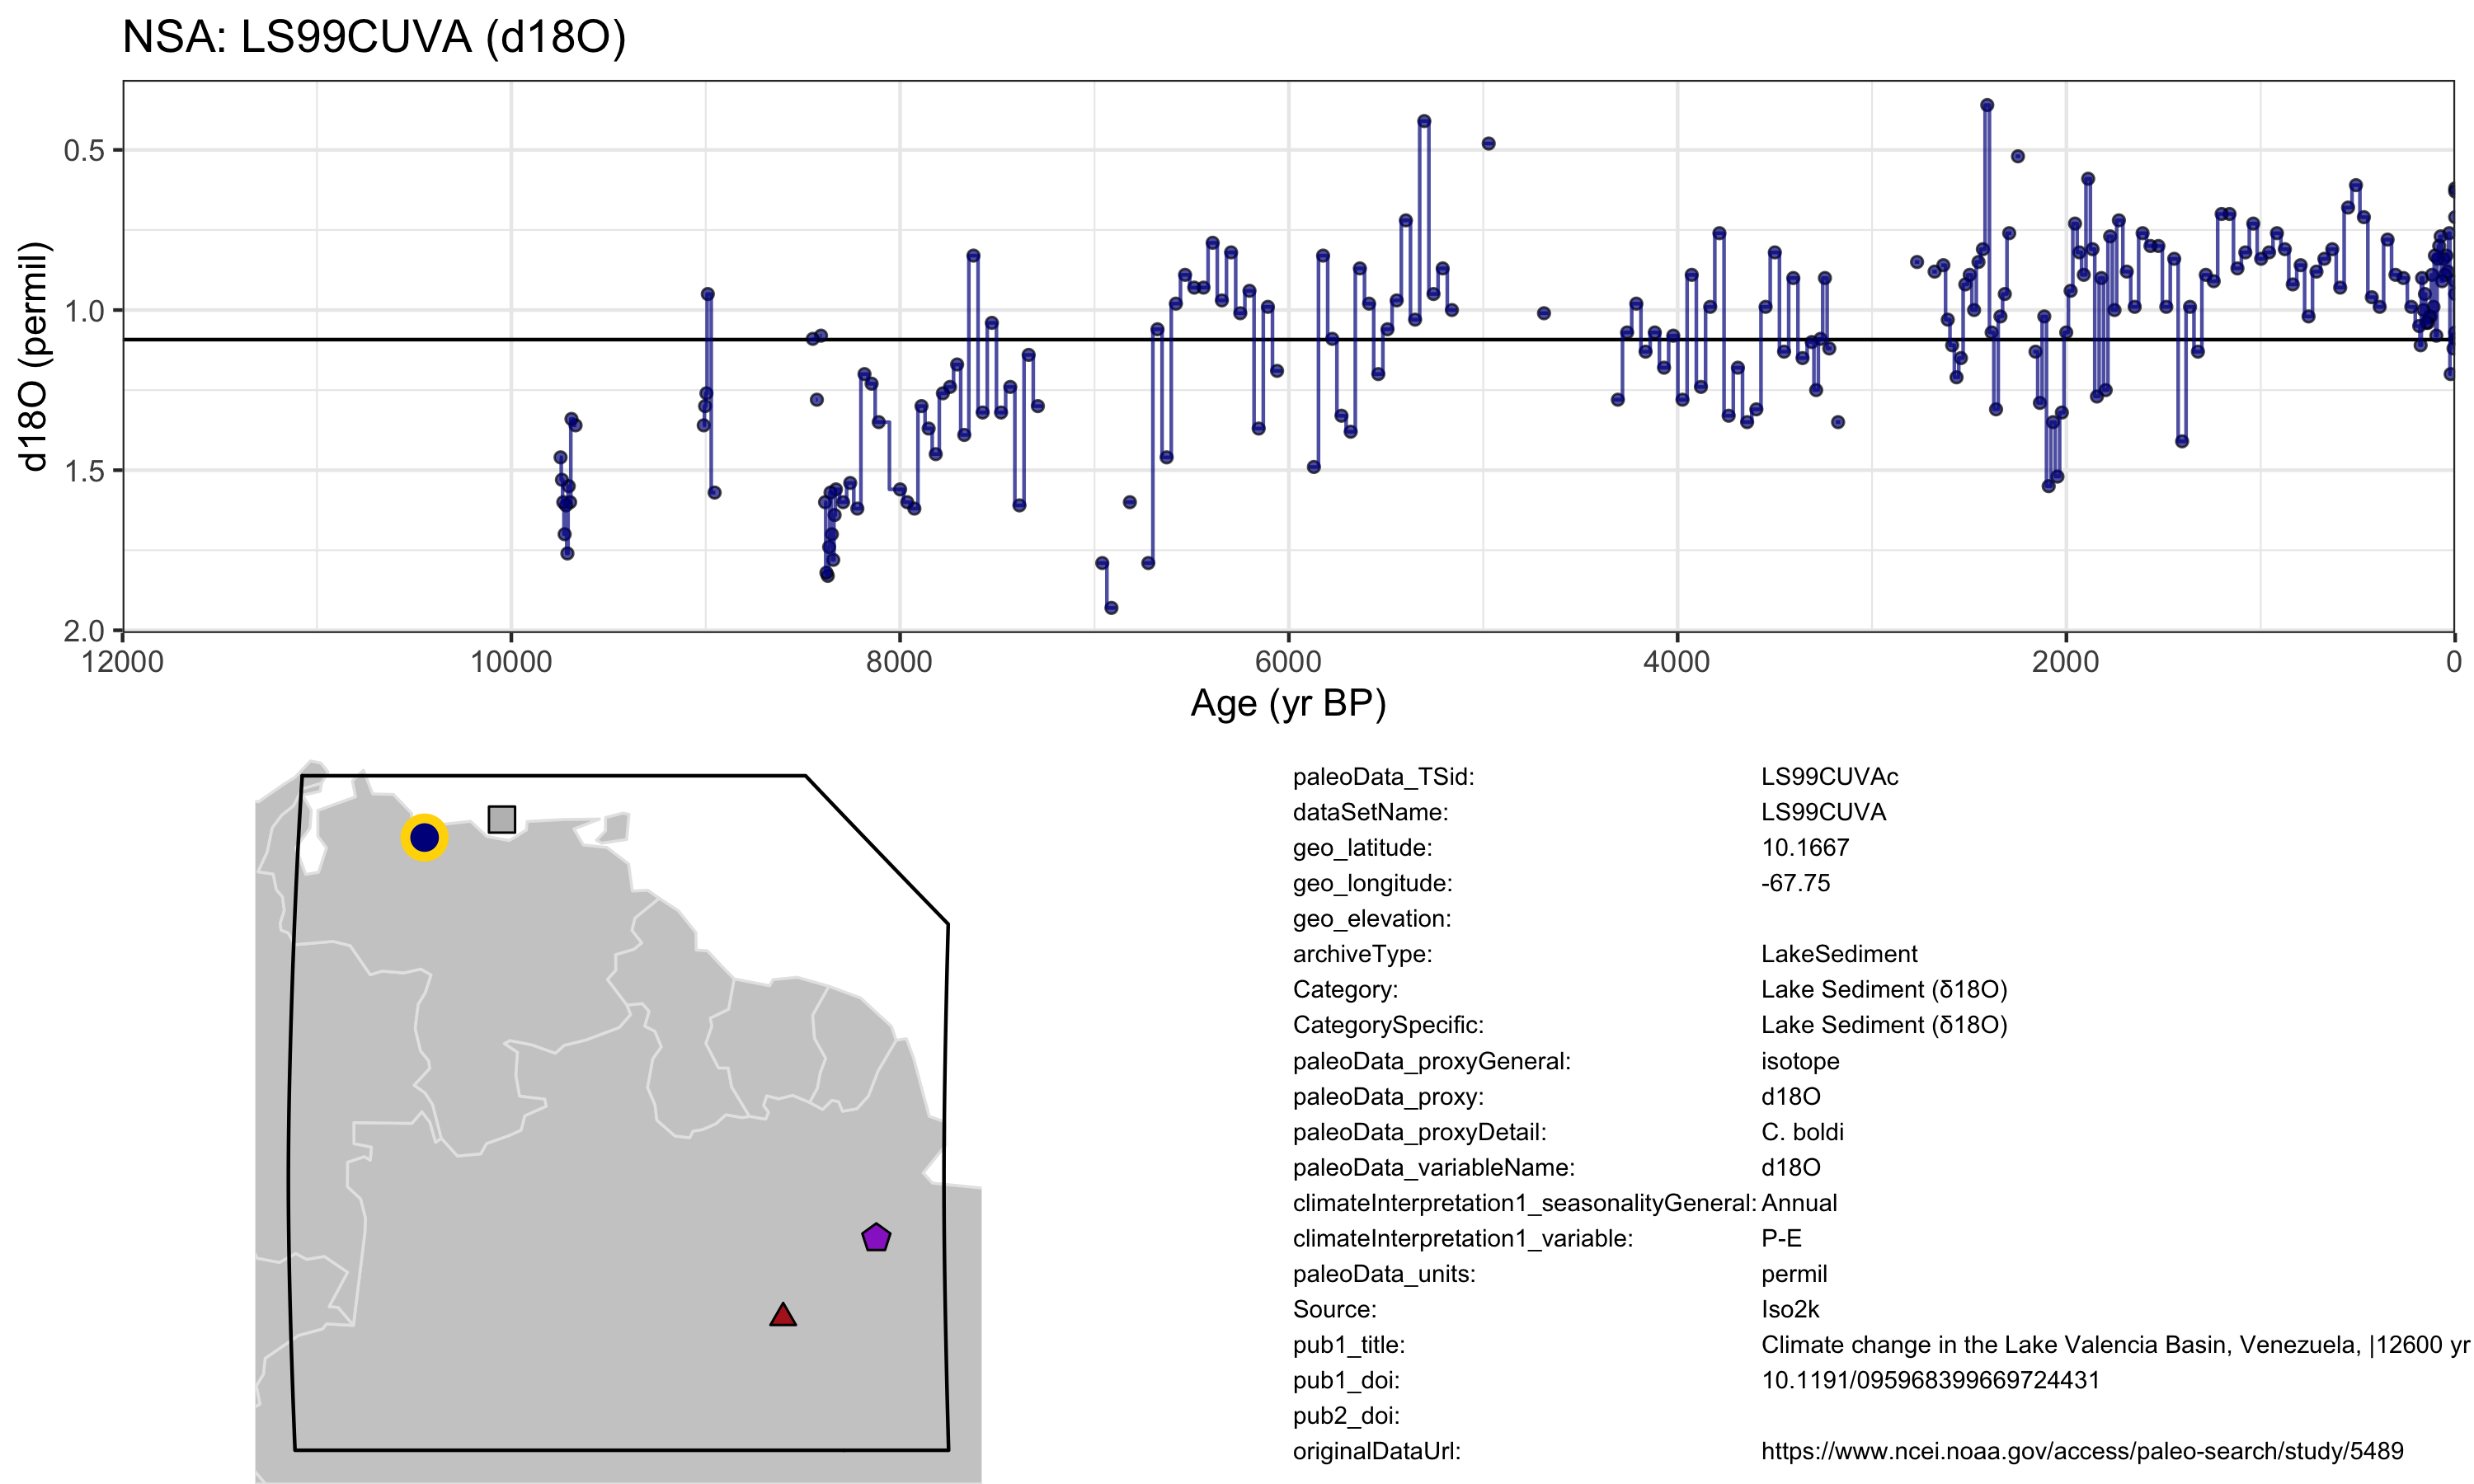 NSA: LS99CUVA (d18O)
d18O (permil)
0.5
1.0
1.5
2.0
12000 10000 8000 6000 4000 2000 0
Age (yr BP)
paleoData_TSid: LS99CUVAc
dataSetName: LS99CUVA
geo_latitude: 10.1667
geo_longitude: -67.75
geo_elevation:
archiveType: LakeSediment
Category: Lake Sediment (δ18O)
CategorySpecific: Lake Sediment (δ18O)
paleoData_proxyGeneral: isotope
paleoData_proxy: d18O
paleoData_proxyDetail: C. boldi
paleoData_variableName: d18O
climateInterpretation1_seasonalityGeneral: Annual
climateInterpretation1_variable: P-E
paleoData_units: permil
Source: Iso2k
pub1_title: Climate change in the Lake Valencia Basin, Venezuela, |12600 yr
pub1_doi: 10.1191/095968399669724431
pub2_doi:
originalDataUrl: https://www.ncei.noaa.gov/access/paleo-search/study/5489